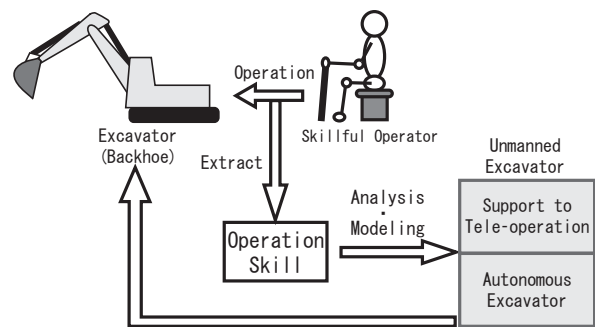 Operation
Excavator
(Backhoe)
Skillful Operator
Extract
Operation
Skill
Analysis
・
Modeling
Unmanned
Excavator
Support to
Tele-operation
Autonomous
Excavator